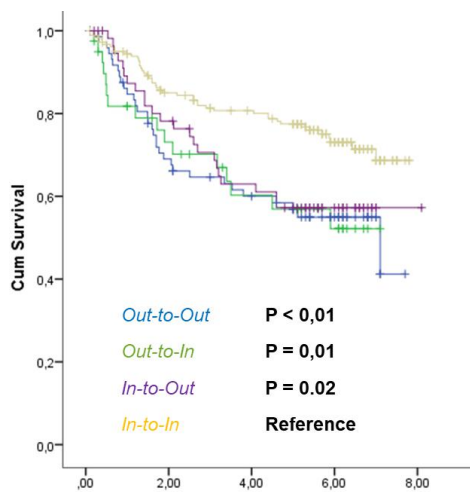 1,0
0,8
0,6
0,4
0,2
0,0
Cum Survival
Out-to-Out P < 0,01
Out-to-In P = 0,01
In-to-Out P = 0.02
In-to-In Reference
,00 2,00 4,00 6,00 8,00